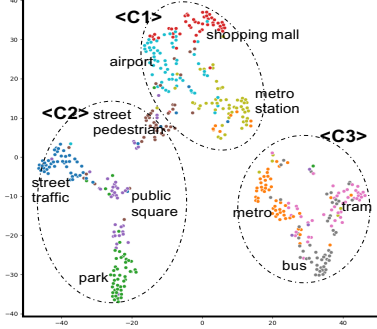 <C1>
shopping mall
airport
metro
station
<C2>
street
pedestrian
<C3>
street
traffic
public
square
metro
tram
bus
park
30
20
10
0
−10
−20
−30
−40
−40
−20
0
20
40